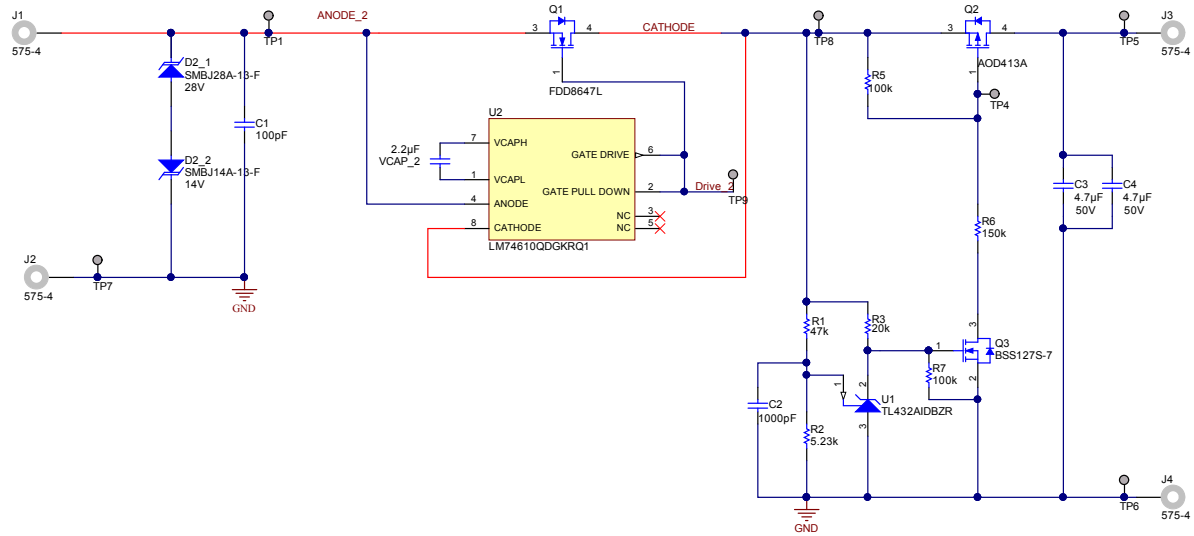 J1
575-4
TP1
ANODE_2
Q1
3
4
1
FDD8647L
CATHODE
TP8
Q2
3
4
1
AOD413A
TP5
J3
575-4
D2_1
SMBJ28A-13-F
28V
C1
100pF
D2_2
SMBJ14A-13-F
14V
J2
575-4
TP7
GND
U2
2.2µF
VCAP_2
7
VCAPH
1
VCAPL
4
ANODE
8
CATHODE
GATE DRIVE
6
GATE PULL DOWN
2
NC
3
NC
5
LM74610QDGKRQ1
Drive_2
TP9
R5
100k
TP4
R6
150k
C3
4.7µF
50V
C4
4.7µF
50V
R1
47k
R3
20k
C2
1000pF
R2
5.23k
1
2
3
U1
TL432AIDBZR
R7
100k
1
3
2
Q3
BSS127S-7
GND
TP6
J4
575-4